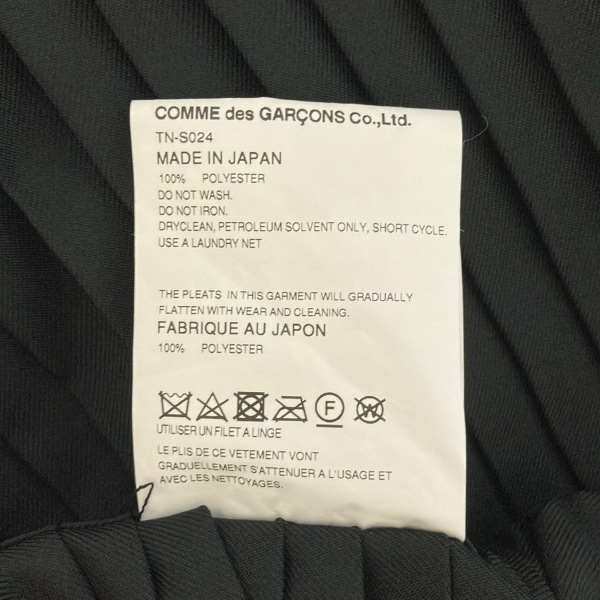 COMME des GARÇONS Co.,Ltd.
TN-S024
MADE IN JAPAN
100% POLYESTER
DO NOT WASH.
DO NOT IRON.
DRYCLEAN, PETROLEUM SOLVENT ONLY, SHORT CYCLE.
USE A LAUNDRY NET
THE PLEATS IN THIS GARMENT WILL GRADUALLY
FLATTEN WITH WEAR AND CLEANING.
FABRIQUE AU JAPON
100% POLYESTER
F W
UTILISER UN FILET A LINGE
LE PLIS DE CE VETEMENT VONT
GRADUELLEMENT S'ATTENUER A L'USAGE ET
AVEC LES NETTOYAGES.